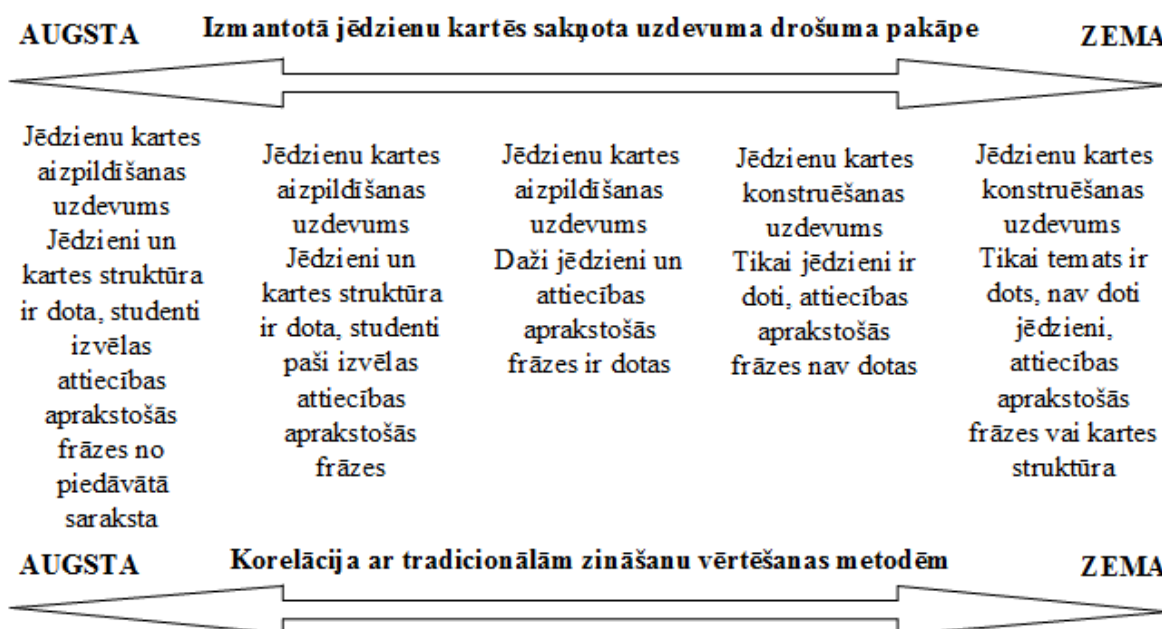 AUGSTA
Izmantotā jēdzienu kartēs sakņota uzdevuma drošuma pakāpe
ZEMA
Jēdzienu kartes
aizpildīšanas
uzdevums
Jēdzieni un
kartes struktūra
ir dota, studenti
izvēlas
attiecības
aprakstošās
frāzes no
piedāvātā
saraksta
Jēdzienu kartes
aizpildīšanas
uzdevums
Jēdzieni un
kartes struktūra
ir dota, studenti
paši izvēlas
attiecības
aprakstošās
frāzes
Jēdzienu kartes
aizpildīšanas
uzdevums
Daži jēdzieni un
attiecības
aprakstošās
frāzes ir dotas
Jēdzienu kartes
konstruēšanas
uzdevums
Tikai jēdzieni ir
doti, attiecības
aprakstošās
frāzes nav dotas
Jēdzienu kartes
konstruēšanas
uzdevums
Tikai temats ir
dots, nav doti
jēdzieni,
attiecības
aprakstošās
frāzes vai kartes
struktūra
AUGSTA
Korelācija ar tradicionālām zināšanu vērtēšanas metodēm
ZEMA